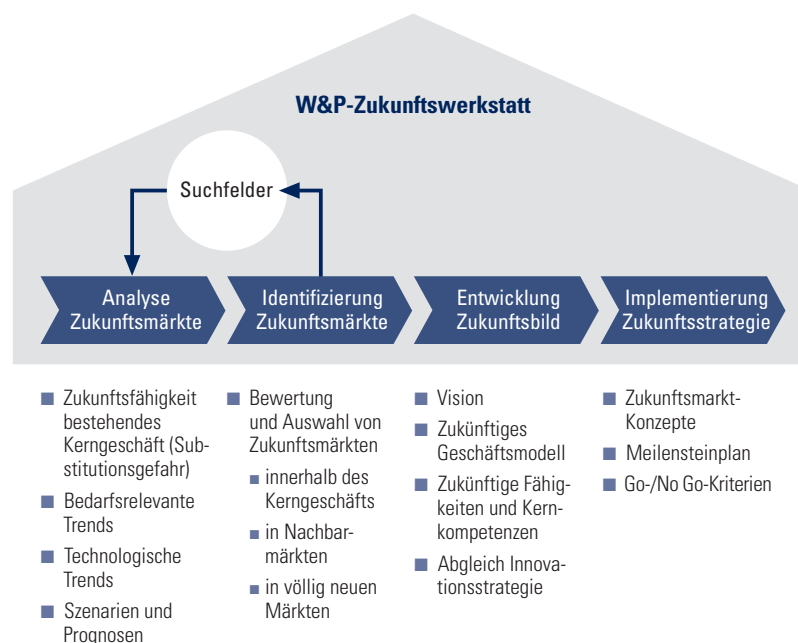 W&P-Zukunftswerkstatt
Suchfelder
Analyse
Zukunftsmärkte
Identifizierung
Zukunftsmärkte
Entwicklung
Zukunftsbild
Implementierung
Zukunftsstrategie
■ Zukunftsfähigkeit
bestehendes
Kerngeschäft (Sub-
stitutionsgefahr)
■ Bedarfsrelevante
Trends
■ Technologische
Trends
■ Szenarien und
Prognosen
■ Bewertung
und Auswahl von
Zukunftsmärkten
■ innerhalb des
Kerngeschäfts
■ in Nachbar-
märkten
■ in völlig neuen
Märkten
■ Vision
■ Zukünftiges
Geschäftsmodell
■ Zukünftige Fähig-
keiten und Kern-
kompetenzen
■ Abgleich Innova-
tionsstrategie
■ Zukunftsmarkt-
Konzepte
■ Meilensteinplan
■ Go-/No Go-Kriterien